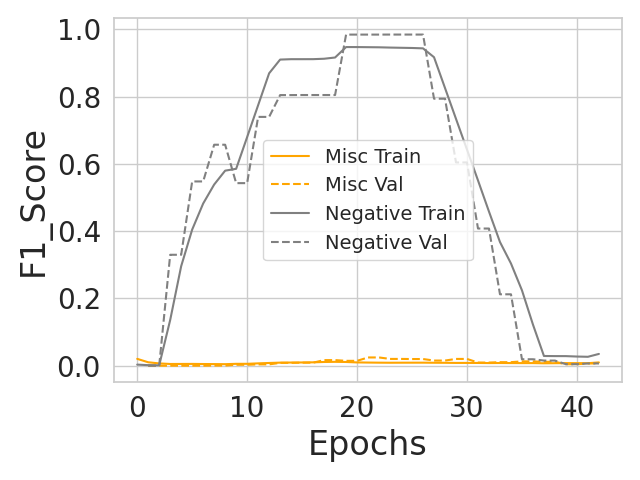 1.0
0.8
0.6
0.4
0.2
0.0
F1_Score
Misc Train
Misc Val
Negative Train
Negative Val
0 10 20 30 40
Epochs